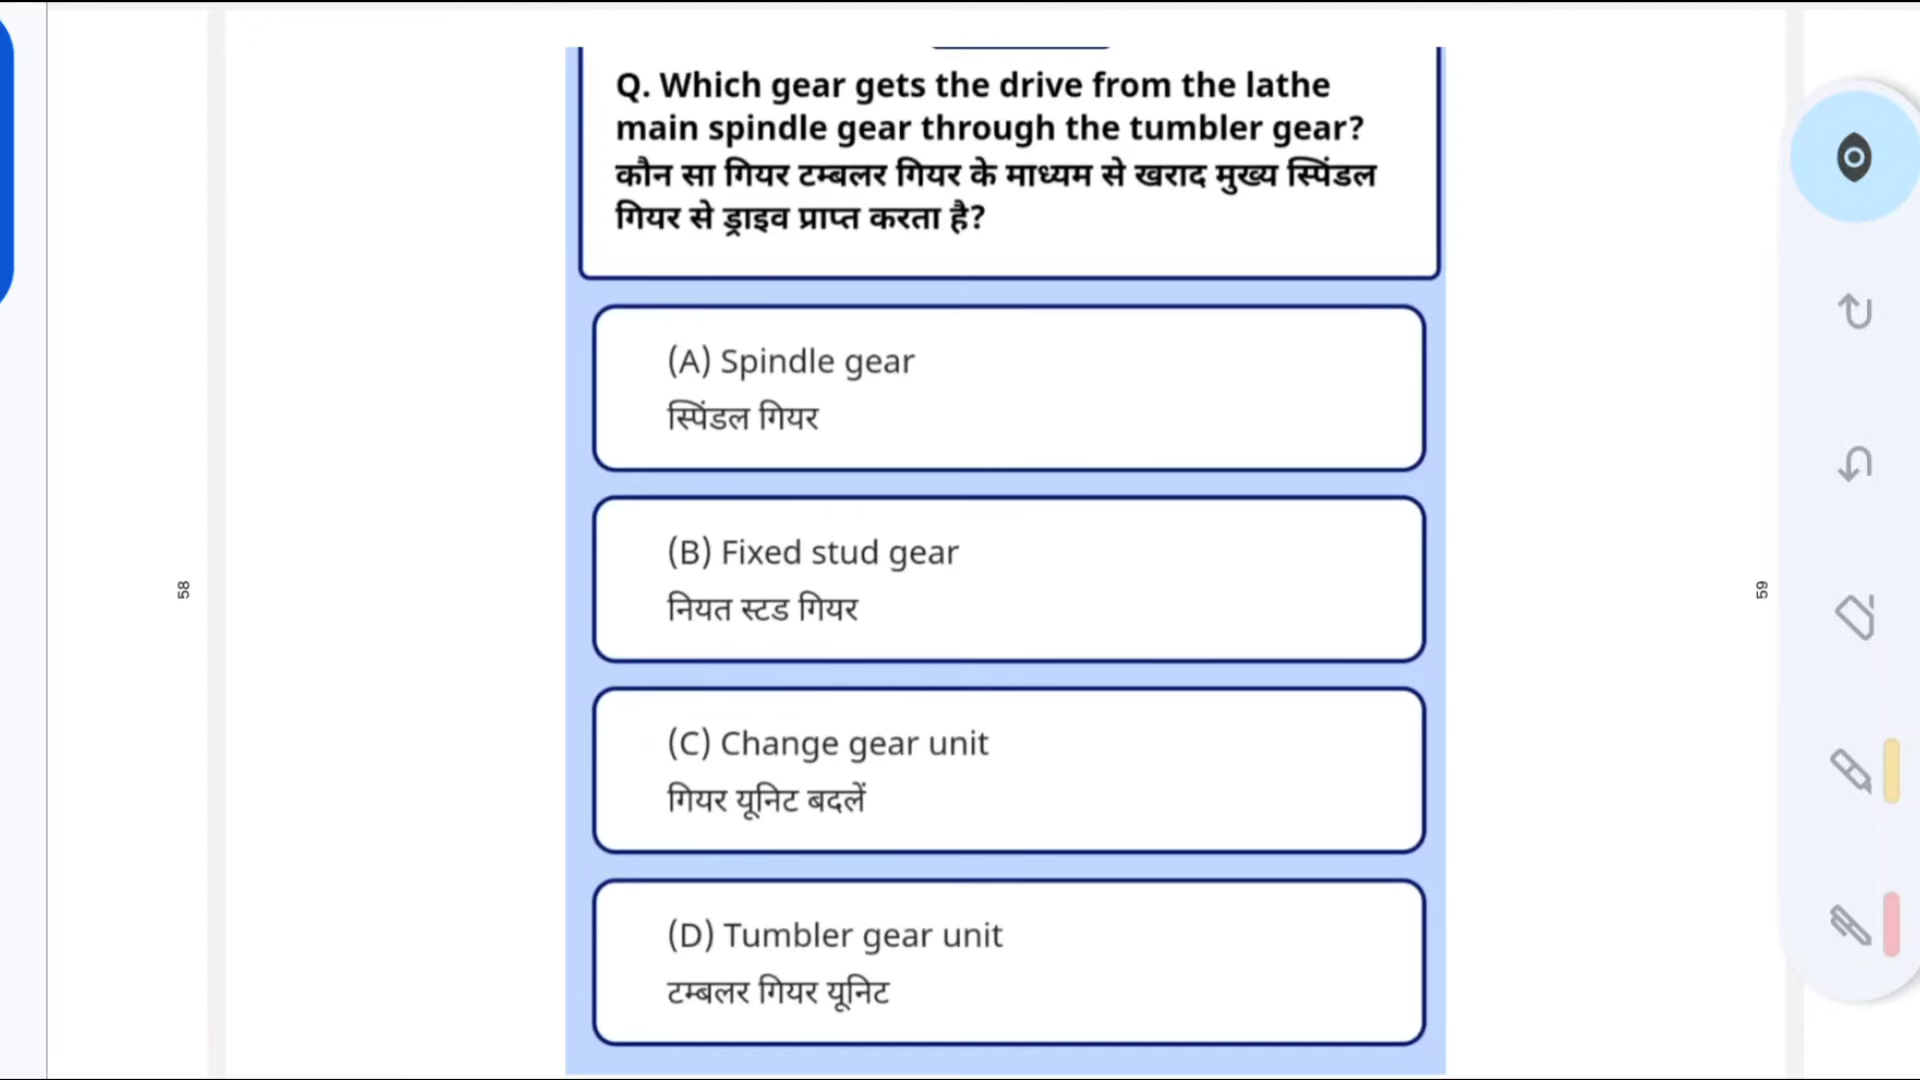 Q. Which gear gets the drive from the lathe
main spindle gear through the tumbler gear?
कौन सा गियर टम्बलर गियर के माध्यम से खराद मुख्य स्पिंडल
गियर से ड्राइव प्राप्त करता है?
(A) Spindle gear
स्पिंडल गियर
(B) Fixed stud gear
नियत स्टड गियर
58
59
(C) Change gear unit
गियर यूनिट बदलें
(D) Tumbler gear unit
टम्बलर गियर यूनिट